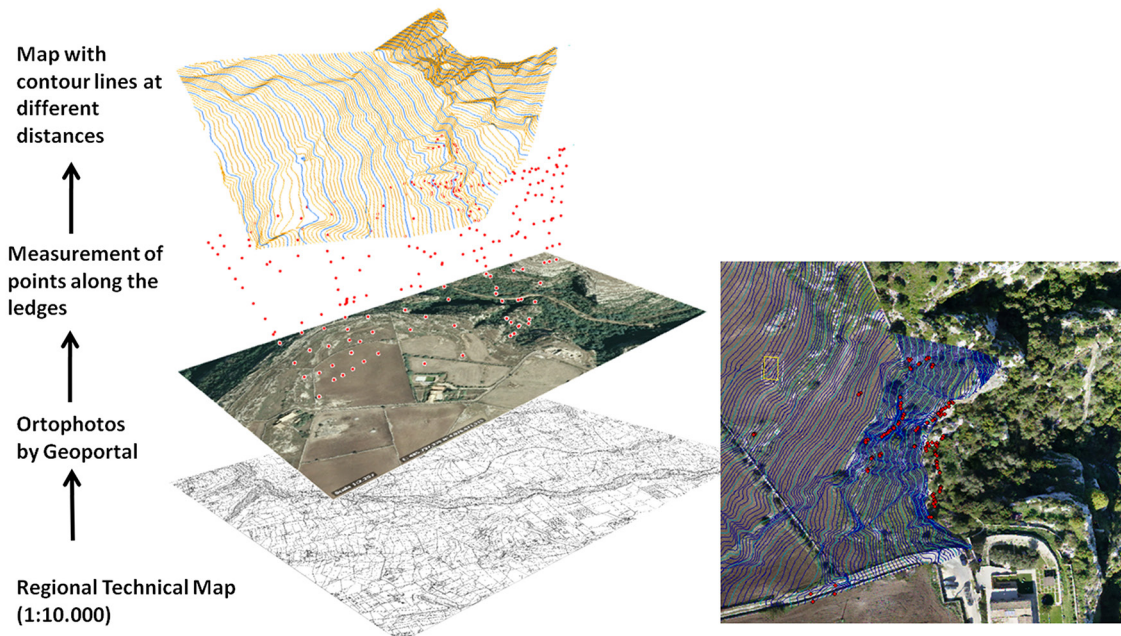 Map with
contour lines at
different
distances
Measurement of
points along the
ledges
Ortophotos
by Geoportal
Regional Technical Map
(1:10.000)